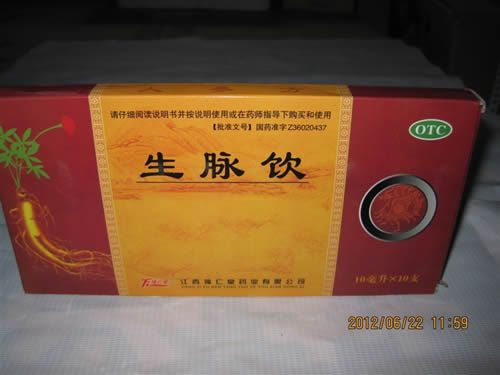 人参方
请仔细阅读说明书并按说明使用或在药师指导下购买和使用
【批准文号】国药准字Z36020437
OTC
生脉饮
10毫升×10支
2012/06/22 11:59